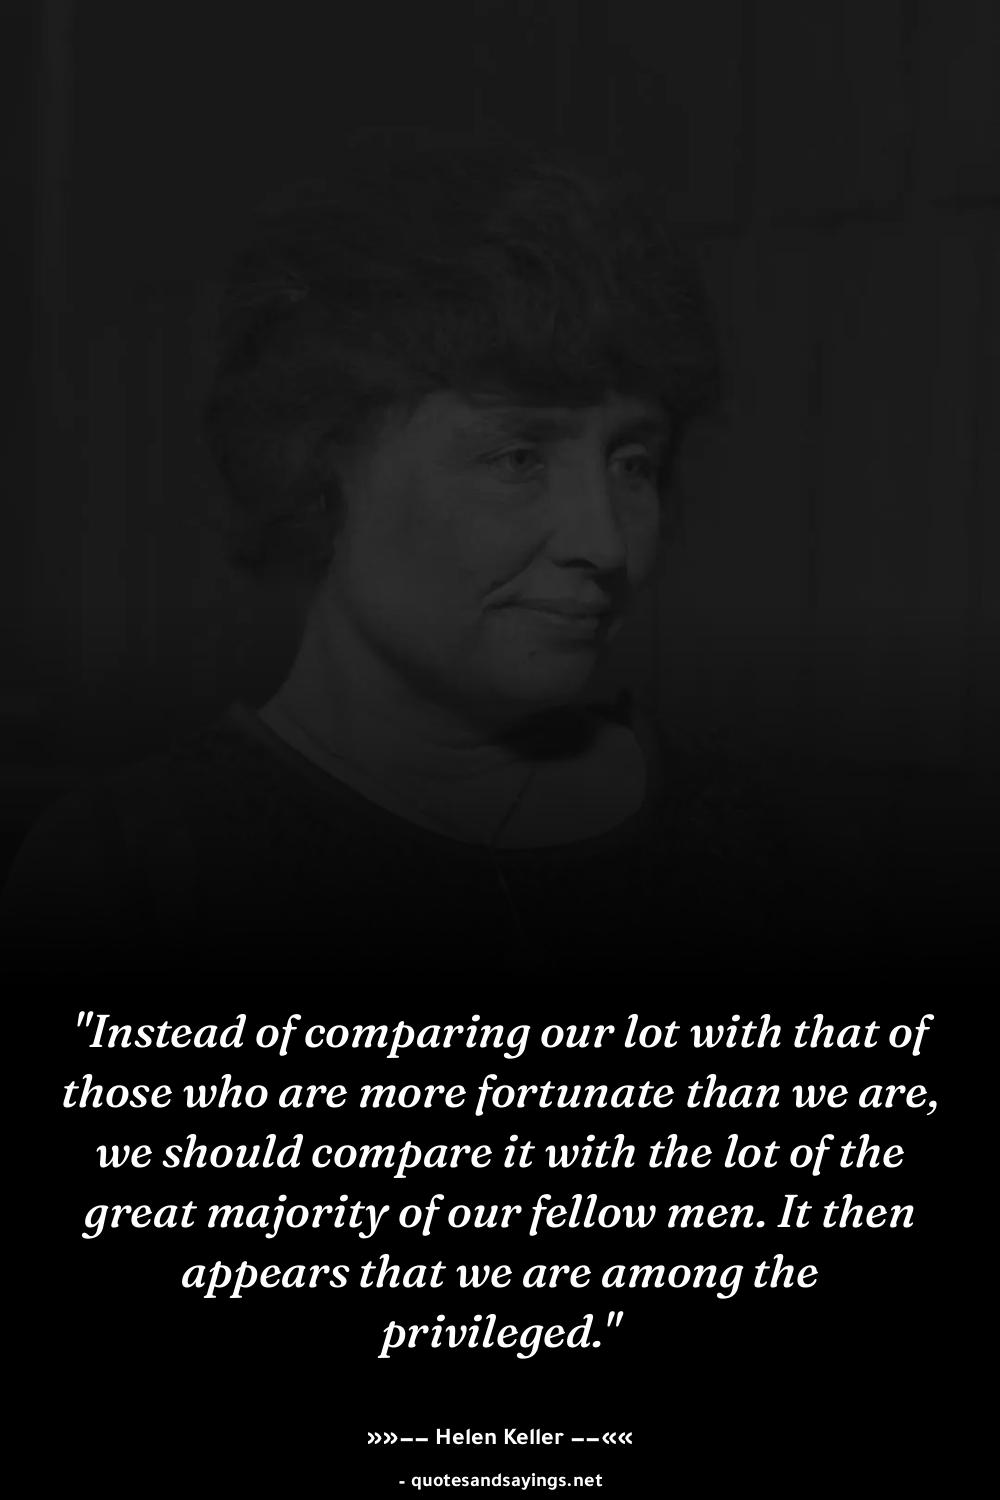 "Instead of comparing our lot with that of
those who are more fortunate than we are,
we should compare it with the lot of the
great majority of our fellow men. It then
appears that we are among the
privileged."
»»–– Helen Keller ––««
- quotesandsayings.net